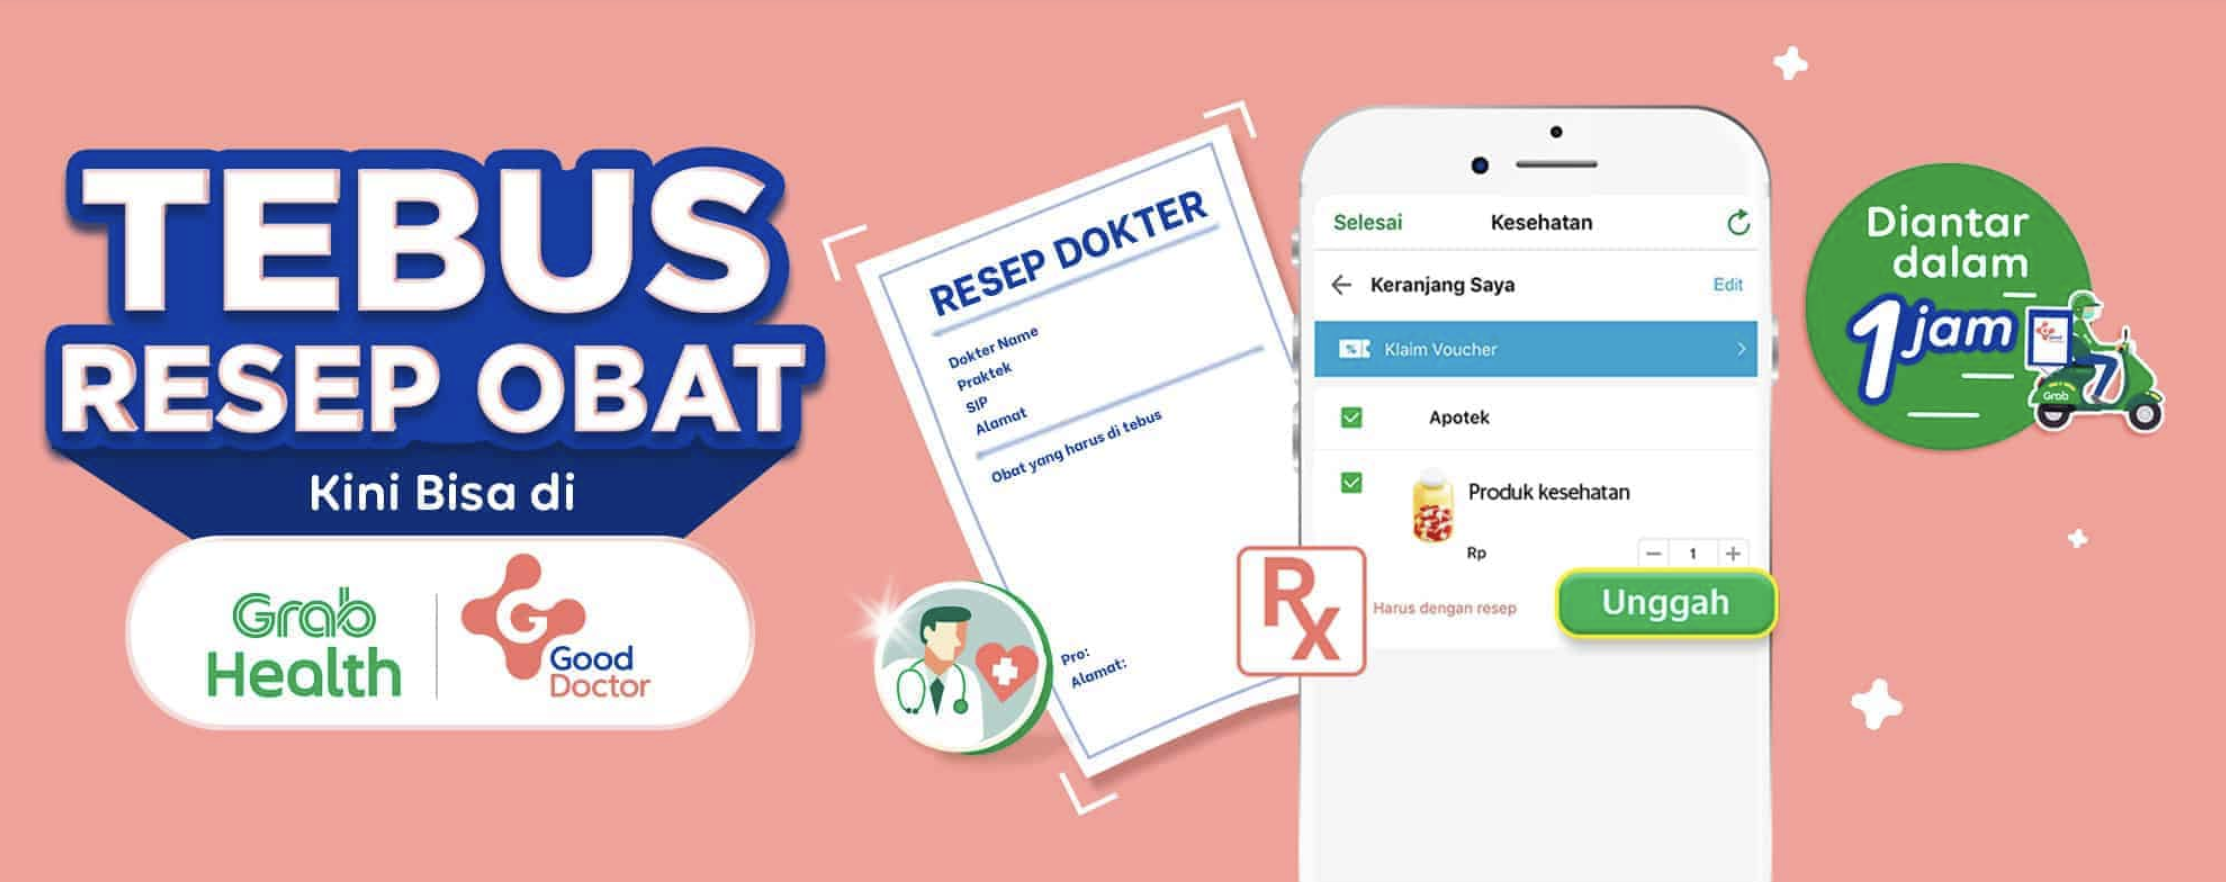 TEBUS
RESEP OBAT
Kini Bisa di
Grab
Health
G
Good
Doctor
RESEP DOKTER
Dokter Name
Praktek
SIP
Alamat
Obat yang harus di tebus
Pro:
Alamat:
Rx
Selesai Kesehatan
Keranjang Saya Edit
% Klaim Voucher
Apotek
Produk kesehatan
Rp 1
Harus dengan resep Unggah
Diantar
dalam
1 jam
Grab